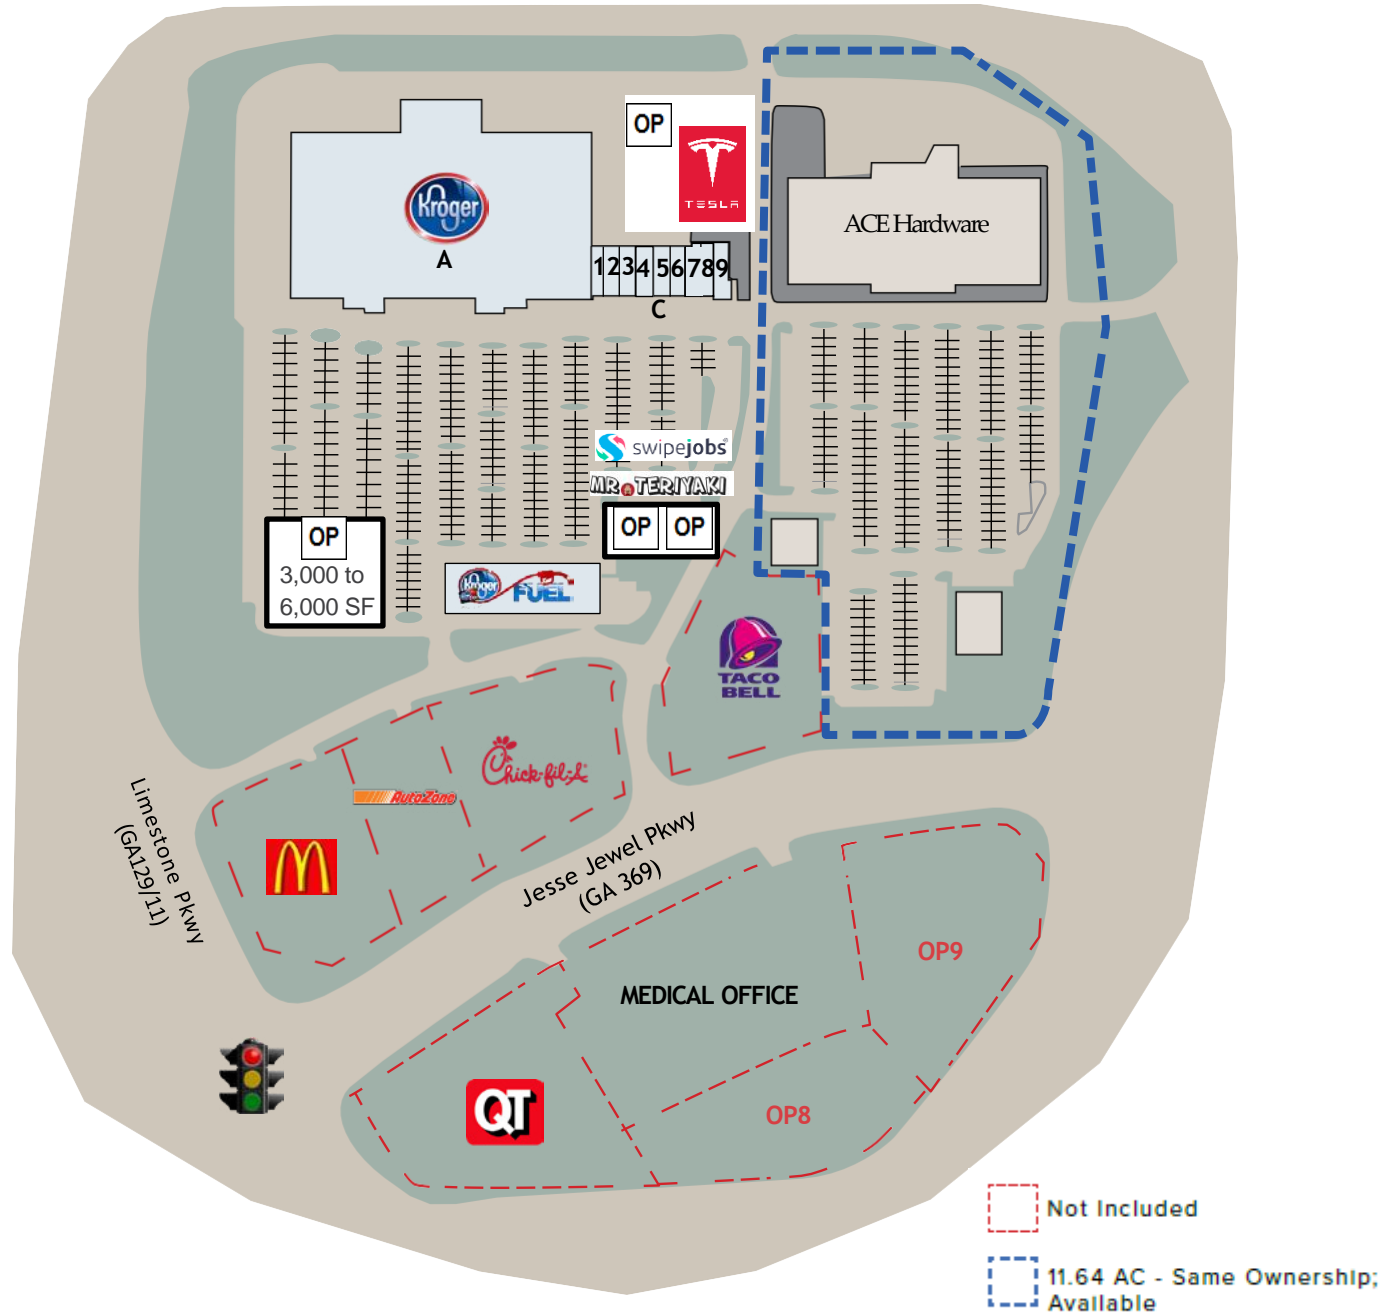 OP
TESLA
Kroger
A
ACE Hardware
1 2 3 4 5 6 7 8 9
C
swipejobs
MR TERIYAKI
OP OP
OP
3,000 to
6,000 SF
Kroger FUEL
TACO
BELL
Chick-fil-A
AutoZone
Limestone Pkwy
(GA129/11)
Jesse Jewel Pkwy
(GA 369)
OP9
MEDICAL OFFICE
QT
OP8
Not Included
11.64 AC - Same Ownership;
Available